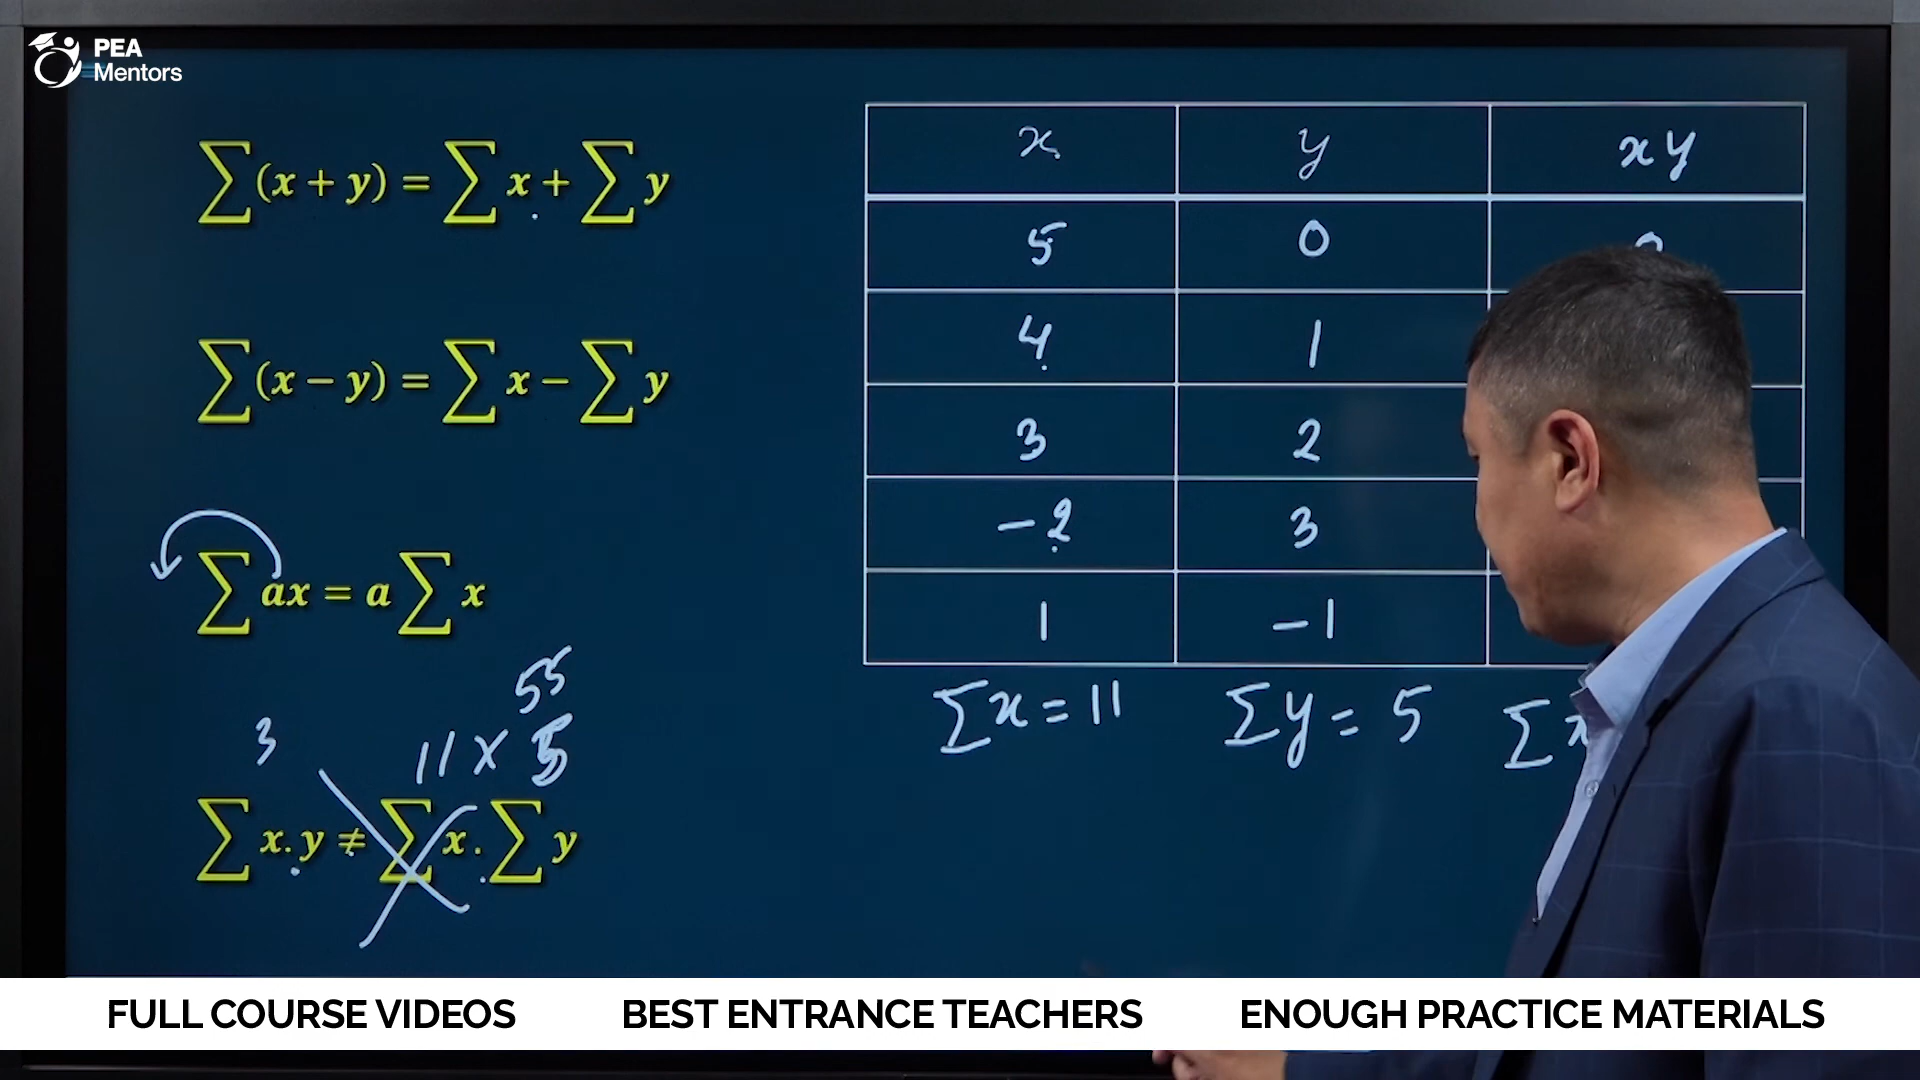 PEA
Mentors
∑(x + y) = ∑x + ∑y
∑(x − y) = ∑x − ∑y
∑ax = a∑x
55
3 11 × 5
∑x.y ≠ ∑x.∑y
x y xy
5 0 0
4 1
3 2
-2 3
1 -1
∑x = 11 ∑y = 5 ∑x
FULL COURSE VIDEOS BEST ENTRANCE TEACHERS ENOUGH PRACTICE MATERIALS